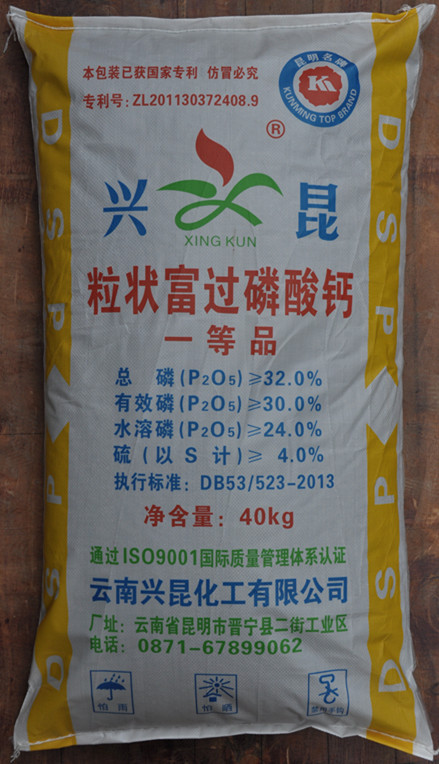 本包装已获国家专利 仿冒必究
专利号:ZL201130372408.9
昆明名牌
KUNMING TOP BRAND
®
兴 昆
XING KUN
粒状富过磷酸钙
一等品
总 磷(P₂O₅)≥32.0%
有效磷(P₂O₅)≥30.0%
水溶磷(P₂O₅)≥24.0%
硫(以 S 计)≥ 4.0%
执行标准: DB53/523-2013
净含量: 40kg
通过ISO9001国际质量管理体系认证
云南兴昆化工有限公司
厂址: 云南省昆明市晋宁县二街工业区
电话: 0871-67899062
怕雨
怕晒
禁用手钩
DSP
DSP
DSP
DSP